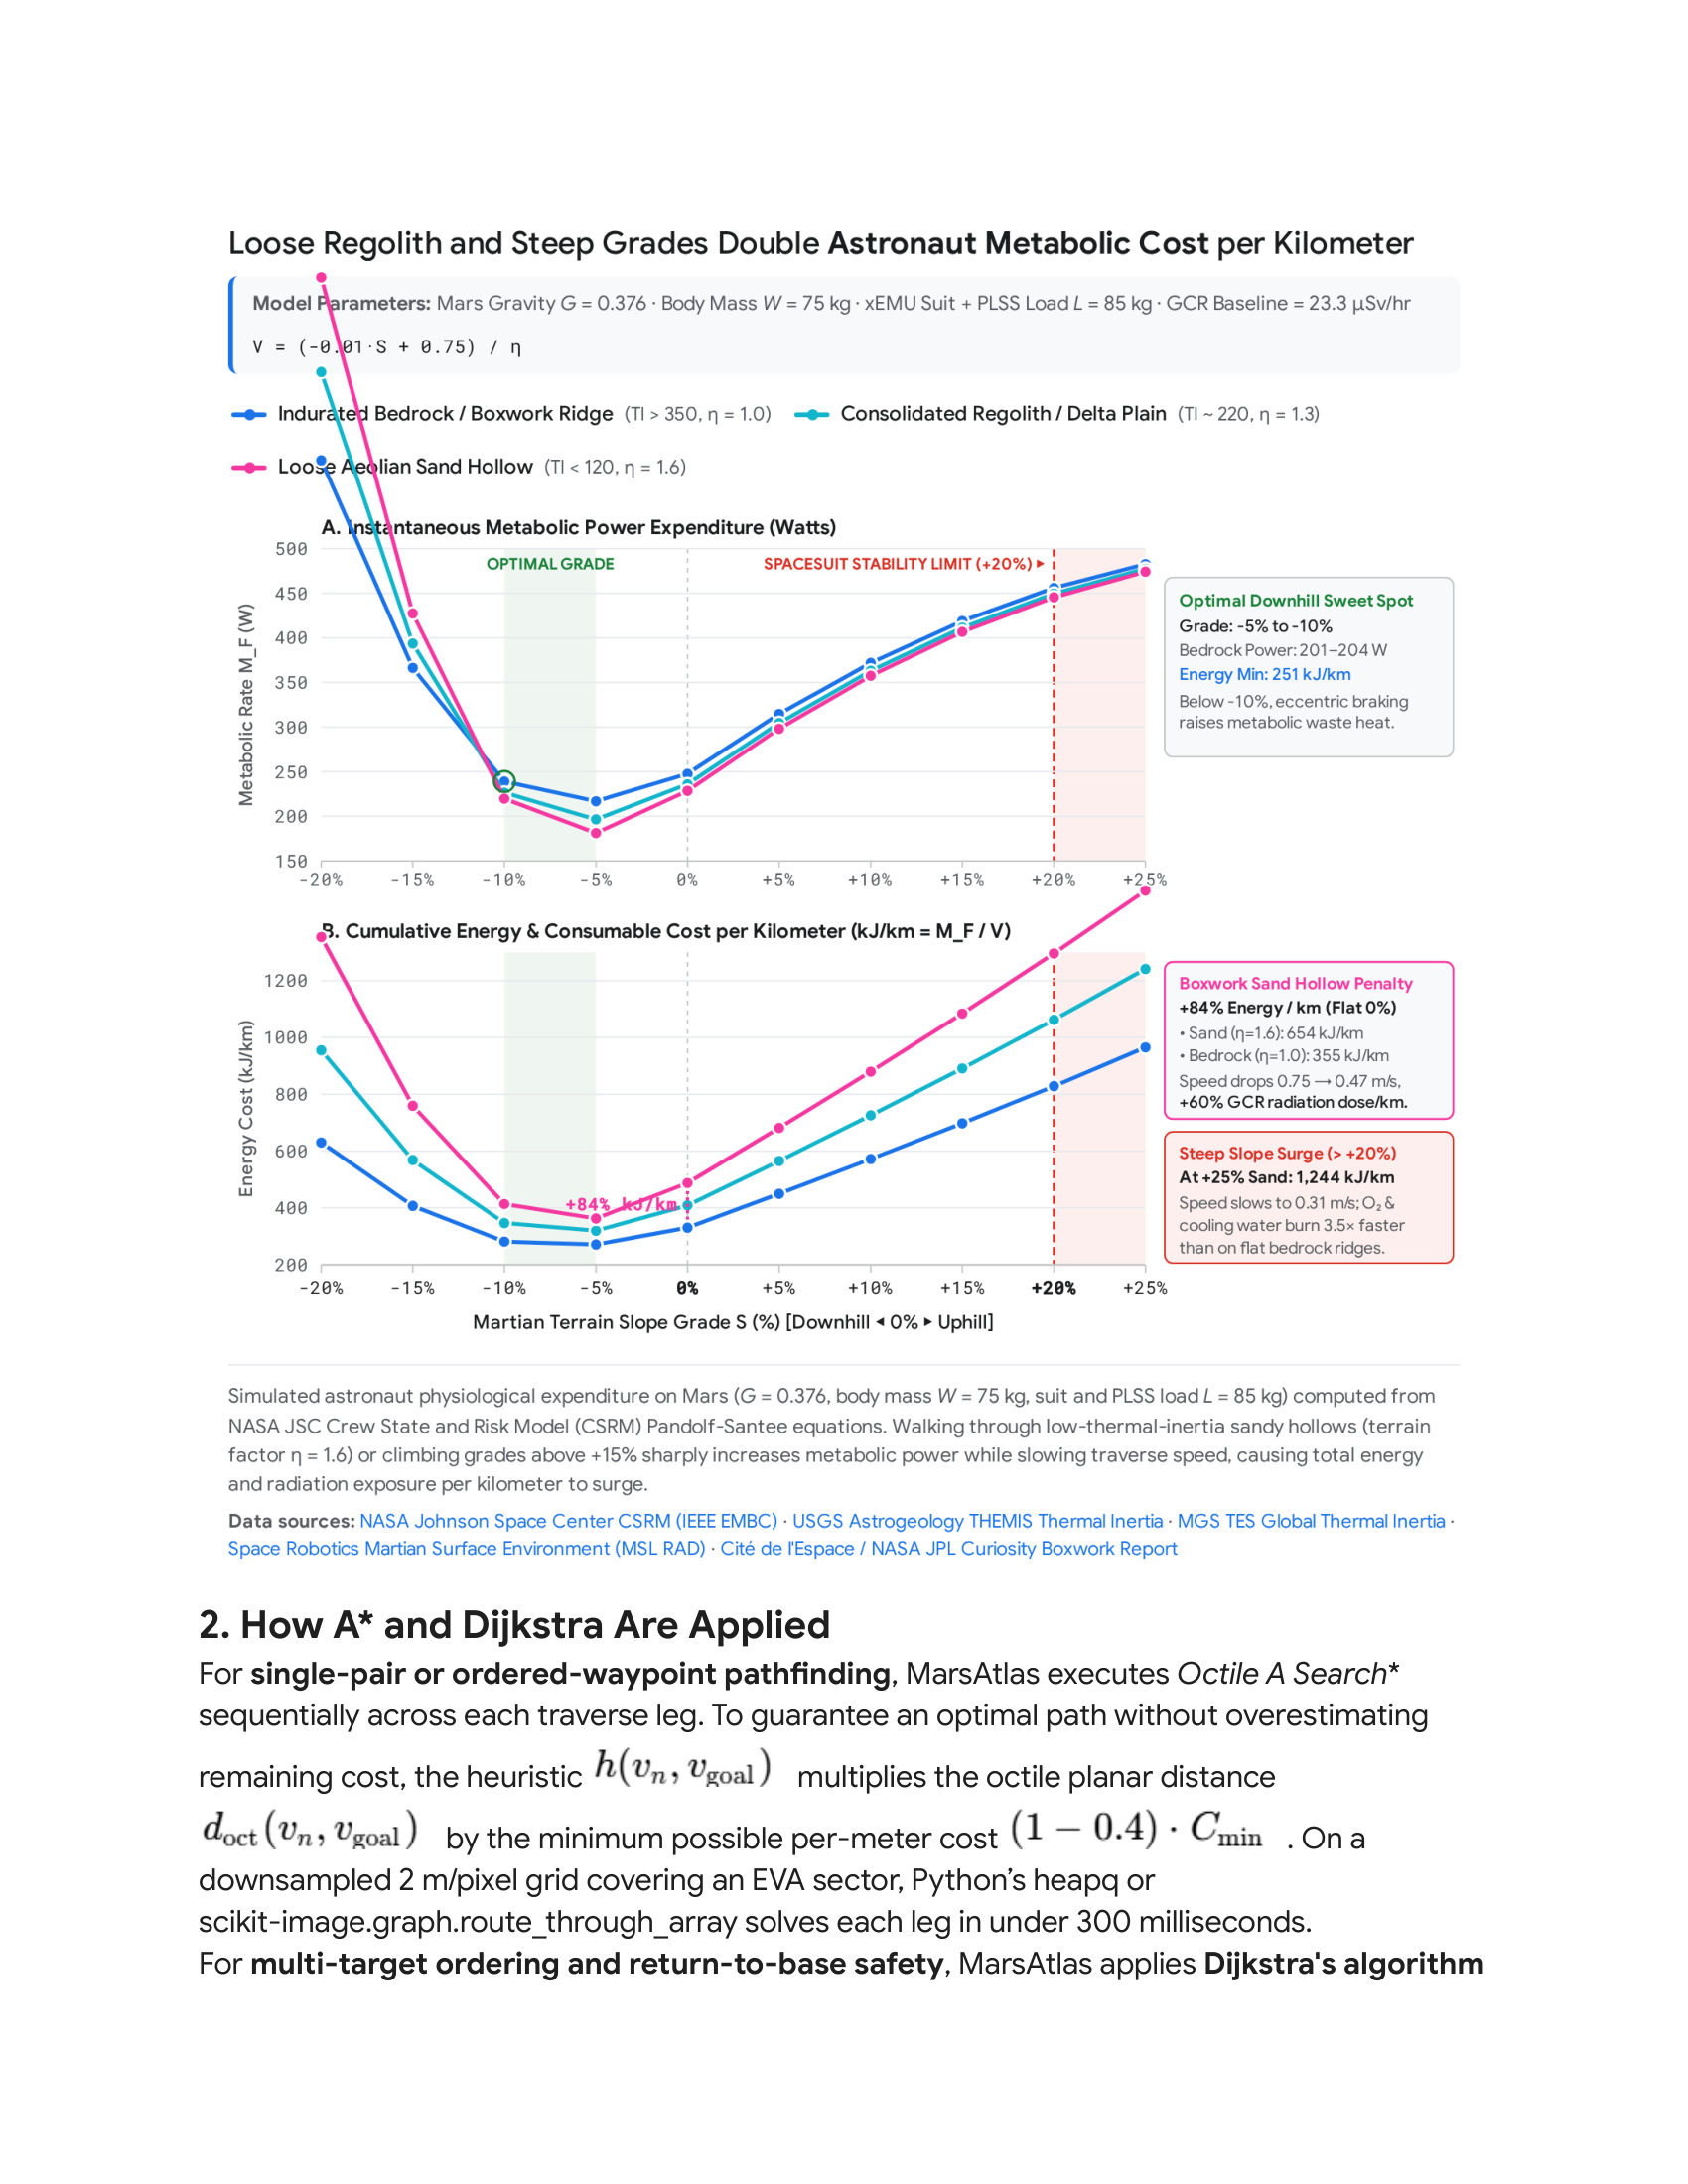 Loose Regolith and Steep Grades Double Astronaut Metabolic Cost per Kilometer
Model Parameters: Mars Gravity G = 0.376 · Body Mass W = 75 kg · xEMU Suit + PLSS Load L = 85 kg · GCR Baseline = 23.3 μSv/hr
V = (-0.01·S + 0.75) / η
Indurated Bedrock / Boxwork Ridge (TI > 350, η = 1.0)
Consolidated Regolith / Delta Plain (TI ~ 220, η = 1.3)
Loose Aeolian Sand Hollow (TI < 120, η = 1.6)
A. Instantaneous Metabolic Power Expenditure (Watts)
OPTIMAL GRADE
SPACESUIT STABILITY LIMIT (+20%) ▸
Metabolic Rate M_F (W)
500
450
400
350
300
250
200
150
-20% -15% -10% -5% 0% +5% +10% +15% +20% +25%
Optimal Downhill Sweet Spot
Grade: -5% to -10%
Bedrock Power: 201–204 W
Energy Min: 251 kJ/km
Below -10%, eccentric braking
raises metabolic waste heat.
B. Cumulative Energy & Consumable Cost per Kilometer (kJ/km = M_F / V)
Energy Cost (kJ/km)
1200
1000
800
600
400
200
+84% kJ/km
-20% -15% -10% -5% 0% +5% +10% +15% +20% +25%
Martian Terrain Slope Grade S (%) [Downhill ◂ 0% ▸ Uphill]
Boxwork Sand Hollow Penalty
+84% Energy / km (Flat 0%)
• Sand (η=1.6): 654 kJ/km
• Bedrock (η=1.0): 355 kJ/km
Speed drops 0.75 → 0.47 m/s,
+60% GCR radiation dose/km.
Steep Slope Surge (> +20%)
At +25% Sand: 1,244 kJ/km
Speed slows to 0.31 m/s; O₂ &
cooling water burn 3.5× faster
than on flat bedrock ridges.
Simulated astronaut physiological expenditure on Mars (G = 0.376, body mass W = 75 kg, suit and PLSS load L = 85 kg) computed from
NASA JSC Crew State and Risk Model (CSRM) Pandolf-Santee equations. Walking through low-thermal-inertia sandy hollows (terrain
factor η = 1.6) or climbing grades above +15% sharply increases metabolic power while slowing traverse speed, causing total energy
and radiation exposure per kilometer to surge.
Data sources: NASA Johnson Space Center CSRM (IEEE EMBC) · USGS Astrogeology THEMIS Thermal Inertia · MGS TES Global Thermal Inertia ·
Space Robotics Martian Surface Environment (MSL RAD) · Cité de l'Espace / NASA JPL Curiosity Boxwork Report
2. How A* and Dijkstra Are Applied
For single-pair or ordered-waypoint pathfinding, MarsAtlas executes Octile A Search*
sequentially across each traverse leg. To guarantee an optimal path without overestimating
remaining cost, the heuristic h(vₙ, v_goal) multiplies the octile planar distance
d_oct(vₙ, v_goal) by the minimum possible per-meter cost (1 − 0.4) · C_min . On a
downsampled 2 m/pixel grid covering an EVA sector, Python’s heapq or
scikit-image.graph.route_through_array solves each leg in under 300 milliseconds.
For multi-target ordering and return-to-base safety, MarsAtlas applies Dijkstra's algorithm